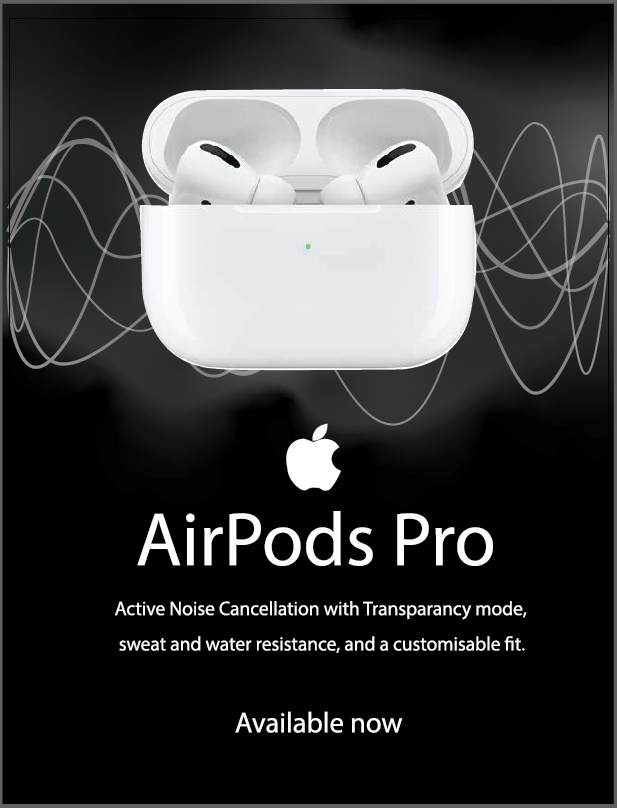 AirPods Pro
Active Noise Cancellation with Transparancy mode,
sweat and water resistance, and a customisable fit.
Available now